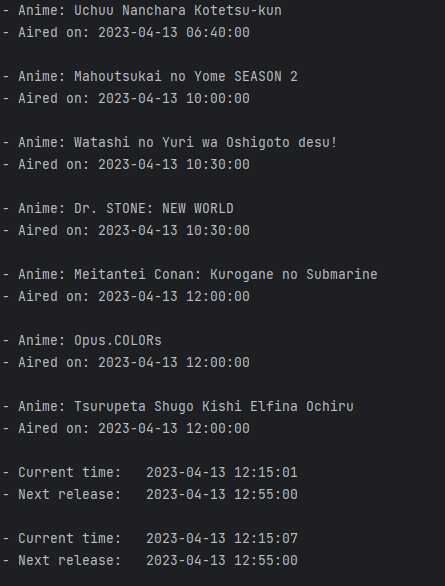 - Anime: Uchuu Nanchara Kotetsu-kun
- Aired on: 2023-04-13 06:40:00
- Anime: Mahoutsukai no Yome SEASON 2
- Aired on: 2023-04-13 10:00:00
- Anime: Watashi no Yuri wa Oshigoto desu!
- Aired on: 2023-04-13 10:30:00
- Anime: Dr. STONE: NEW WORLD
- Aired on: 2023-04-13 10:30:00
- Anime: Meitantei Conan: Kurogane no Submarine
- Aired on: 2023-04-13 12:00:00
- Anime: Opus.COLORs
- Aired on: 2023-04-13 12:00:00
- Anime: Tsurupeta Shugo Kishi Elfina Ochiru
- Aired on: 2023-04-13 12:00:00
- Current time:   2023-04-13 12:15:01
- Next release:   2023-04-13 12:55:00
- Current time:   2023-04-13 12:15:07
- Next release:   2023-04-13 12:55:00